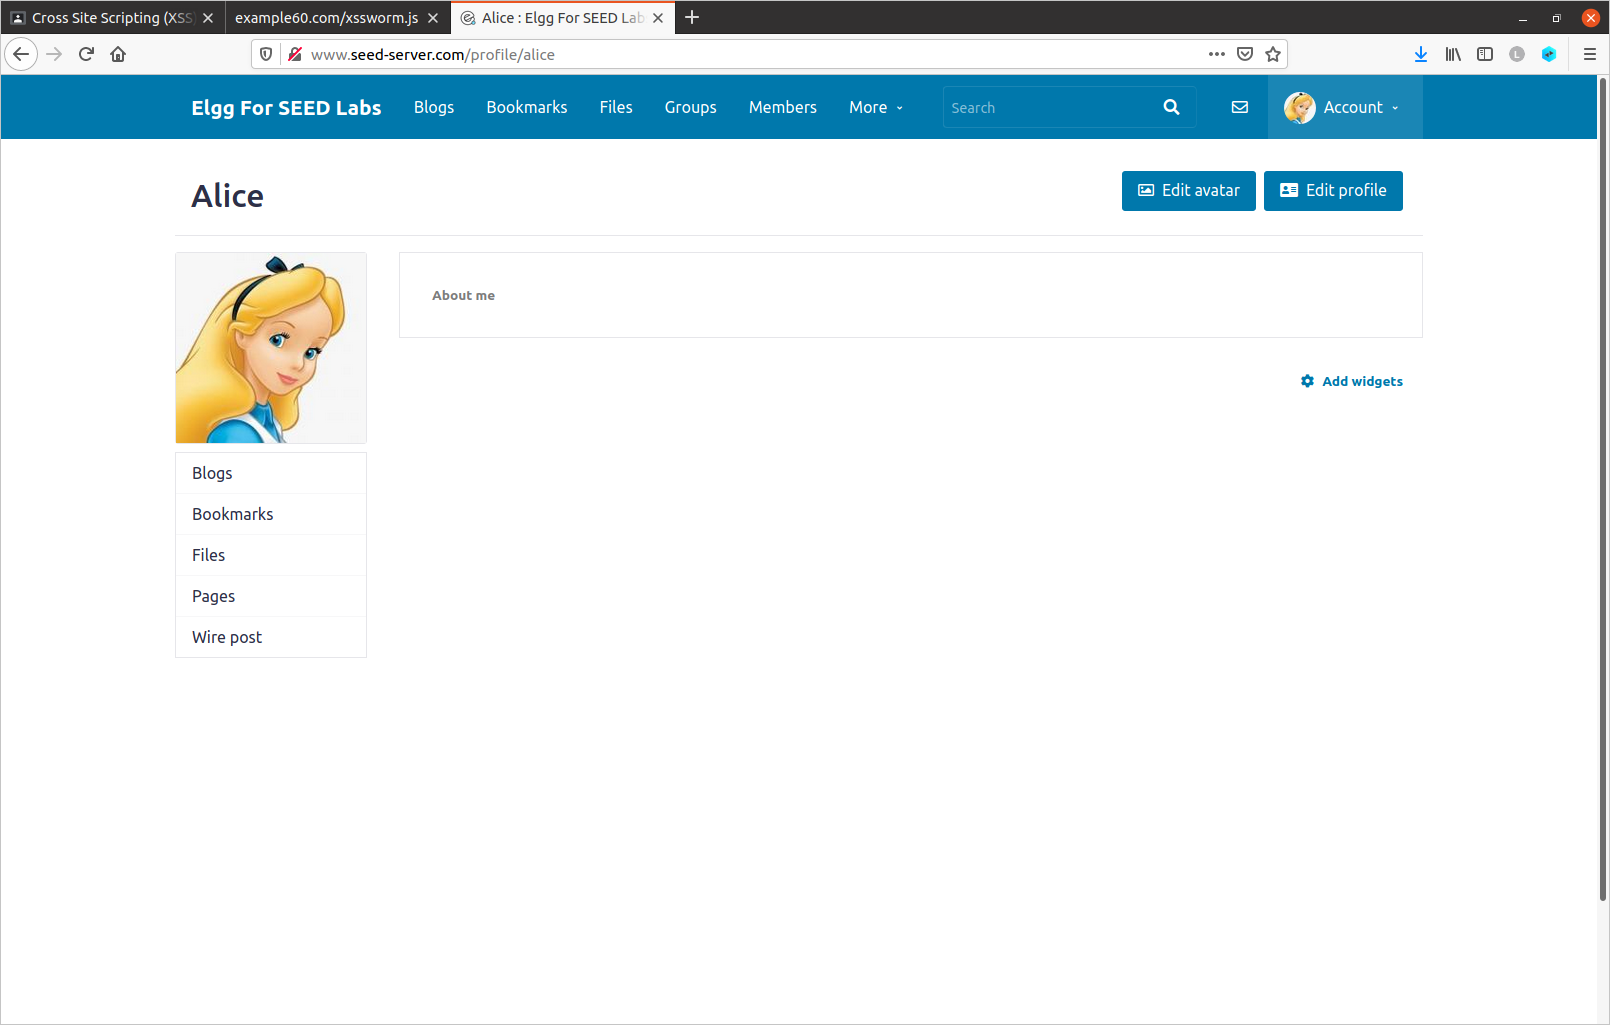 Cross Site Scripting (XSS)
example60.com/xssworm.js
Alice : Elgg For SEED Lab
www.seed-server.com/profile/alice
Elgg For SEED Labs Blogs Bookmarks Files Groups Members More Search Account
Alice
Edit avatar Edit profile
About me
Add widgets
Blogs
Bookmarks
Files
Pages
Wire post